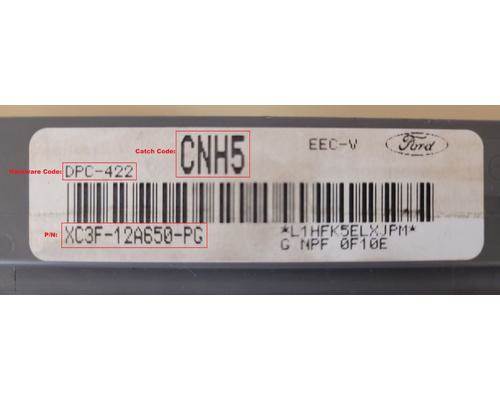 Catch Code: CNH5 EEC-V Ford
Hardware Code: DPC-422
P/N: XC3F-12A650-PG *L1HFK5ELXJPM*
G NPF 0F10E